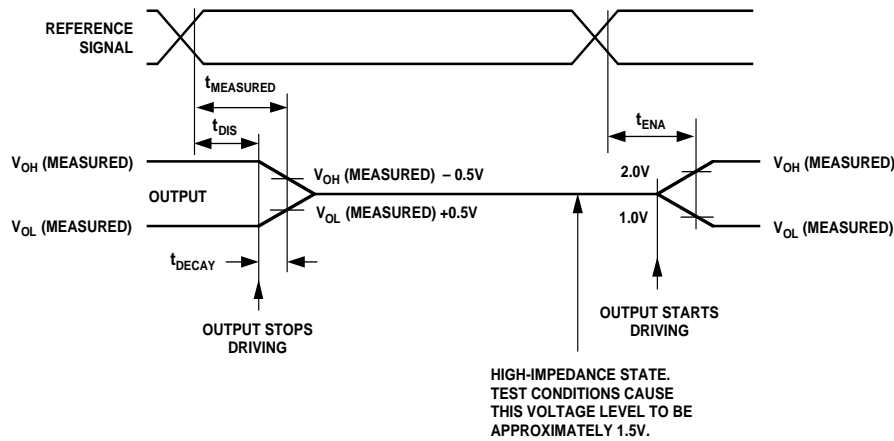 REFERENCE
SIGNAL
tMEASURED
tDIS
tENA
VOH (MEASURED)
VOH (MEASURED) – 0.5V
2.0V
VOH (MEASURED)
OUTPUT
VOL (MEASURED)
VOL (MEASURED) +0.5V
1.0V
VOL (MEASURED)
tDECAY
OUTPUT STOPS
DRIVING
OUTPUT STARTS
DRIVING
HIGH-IMPEDANCE STATE.
TEST CONDITIONS CAUSE
THIS VOLTAGE LEVEL TO BE
APPROXIMATELY 1.5V.